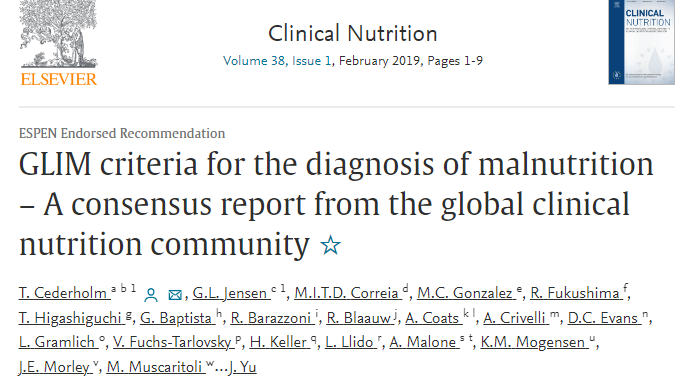 Clinical Nutrition
Volume 38, Issue 1, February 2019, Pages 1-9
ELSEVIER
CLINICAL
NUTRITION
ESPEN Endorsed Recommendation
GLIM criteria for the diagnosis of malnutrition
– A consensus report from the global clinical
nutrition community ☆
T. Cederholm a b 1, G.L. Jensen c 1, M.I.T.D. Correia d, M.C. Gonzalez e, R. Fukushima f,
T. Higashiguchi g, G. Baptista h, R. Barazzoni i, R. Blaauw j, A. Coats k l, A. Crivelli m, D.C. Evans n,
L. Gramlich o, V. Fuchs-Tarlovsky p, H. Keller q, L. Llido r, A. Malone s t, K.M. Mogensen u,
J.E. Morley v, M. Muscaritoli w...J. Yu